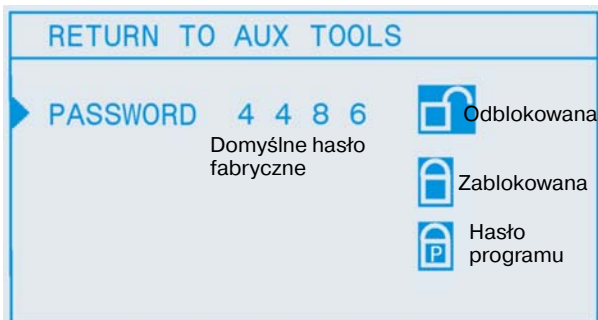 RETURN TO AUX TOOLS
PASSWORD 4 4 8 6
Domyślne hasło
fabryczne
Odblokowana
Zablokowana
Hasło
programu
P